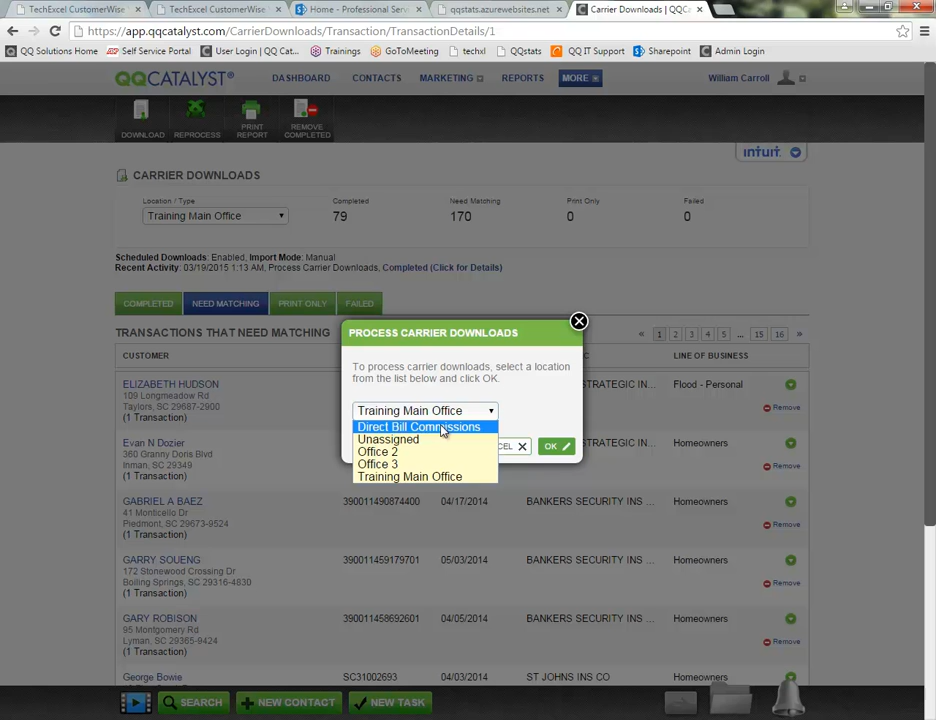 TechExcel CustomerWise
TechExcel CustomerWise
Home - Professional Serv
qqstats.azurewebsites.net
Carrier Downloads | QQC
https://app.qqcatalyst.com/CarrierDownloads/Transaction/TransactionDetails/1
QQ Solutions Home
Self Service Portal
User Login | QQ Cat...
Trainings
GoToMeeting
techxl
QQstats
QQ IT Support
Sharepoint
Admin Login
QQCATALYST®
DASHBOARD
CONTACTS
MARKETING
REPORTS
MORE
William Carroll
DOWNLOAD
REPROCESS
PRINT REPORT
REMOVE COMPLETED
intuit
CARRIER DOWNLOADS
Location / Type
Completed
Need Matching
Print Only
Failed
Training Main Office
79
170
0
0
Scheduled Downloads: Enabled, Import Mode: Manual
Recent Activity: 03/19/2015 1:13 AM, Process Carrier Downloads, Completed (Click for Details)
COMPLETED
NEED MATCHING
PRINT ONLY
FAILED
TRANSACTIONS THAT NEED MATCHING
« 1 2 3 4 5 ... 15 16 »
CUSTOMER
LINE OF BUSINESS
PROCESS CARRIER DOWNLOADS
To process carrier downloads, select a location
from the list below and click OK.
Training Main Office
Direct Bill Commissions
Unassigned
Office 2
Office 3
Training Main Office
OK
ELIZABETH HUDSON
109 Longmeadow Rd
Taylors, SC 29687-2900
(1 Transaction)
STRATEGIC IN...
Flood - Personal
Remove
Evan N Dozier
360 Granny Doris Blvd
Inman, SC 29349
(1 Transaction)
STRATEGIC IN...
Homeowners
Remove
GABRIEL A BAEZ
41 Monticello Dr
Piedmont, SC 29673-9524
(1 Transaction)
390011490874400
04/17/2014
BANKERS SECURITY INS ...
Homeowners
Remove
GARRY SOUENG
172 Stonewood Crossing Dr
Boiling Springs, SC 29316-4830
(1 Transaction)
390011459179701
05/03/2014
BANKERS SECURITY INS ...
Homeowners
Remove
GARY ROBISON
95 Montgomery Rd
Lyman, SC 29365-9424
(1 Transaction)
390011458692601
04/05/2014
BANKERS SECURITY INS ...
Homeowners
Remove
George Bowie
SC31002693
04/03/2014
ST JOHNS INS CO
Homeowners
SEARCH
NEW CONTACT
NEW TASK